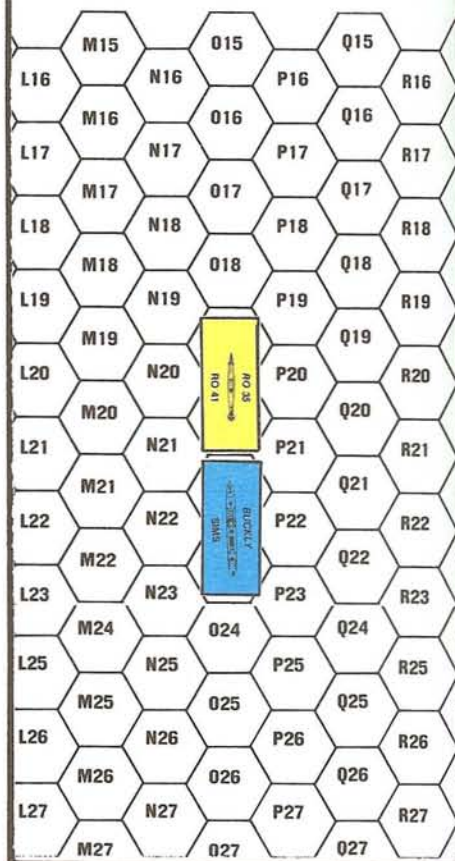 M15 O15 Q15
L16 N16 P16 R16
M16 O16 Q16
L17 N17 P17 R17
M17 O17 Q17
L18 N18 P18 R18
M18 O18 Q18
L19 N19 P19 R19
M19 Q19
L20 N20 P20 R20
RO 35
RO 41
M20 Q20
L21 N21 P21 R21
M21 Q21
L22 N22 P22 R22
BUCKLY
SIMS
M22 Q22
L23 N23 P23 R23
M24 O24 Q24
L25 N25 P25 R25
M25 O25 Q25
L26 N26 P26 R26
M26 O26 Q26
L27 N27 P27 R27
M27 O27 Q27